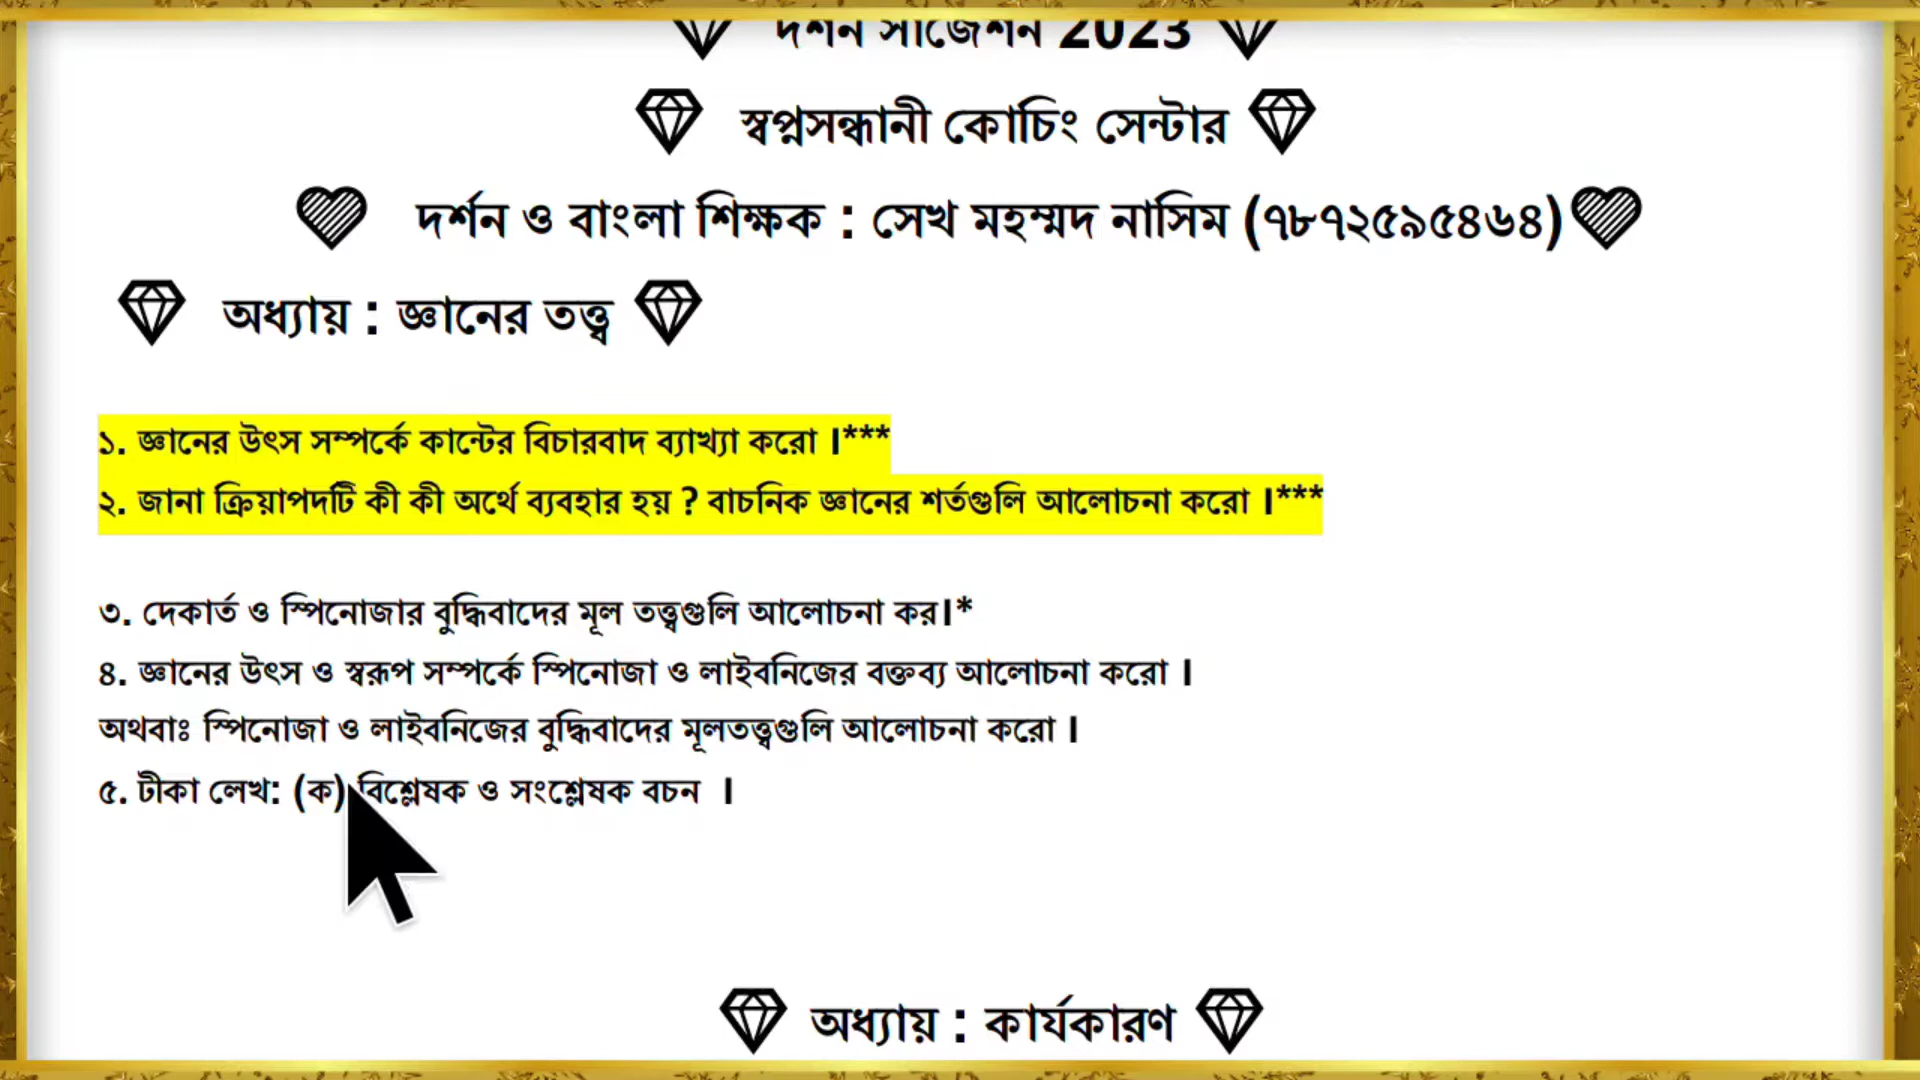 দর্শন সাজেশন 2023
স্বপ্নসন্ধানী কোচিং সেন্টার
দর্শন ও বাংলা শিক্ষক : সেখ মহম্মদ নাসিম (৭৮৭২৫৯৫৪৬৪)
অধ্যায় : জ্ঞানের তত্ত্ব
১. জ্ঞানের উৎস সম্পর্কে কান্টের বিচারবাদ ব্যাখ্যা করো ।***
২. জানা ক্রিয়াপদটি কী কী অর্থে ব্যবহার হয় ? বাচনিক জ্ঞানের শর্তগুলি আলোচনা করো ।***
৩. দেকার্ত ও স্পিনোজার বুদ্ধিবাদের মূল তত্ত্বগুলি আলোচনা কর।*
৪. জ্ঞানের উৎস ও স্বরূপ সম্পর্কে স্পিনোজা ও লাইবনিজের বক্তব্য আলোচনা করো ।
অথবাঃ স্পিনোজা ও লাইবনিজের বুদ্ধিবাদের মূলতত্ত্বগুলি আলোচনা করো ।
৫. টীকা লেখ: (ক) বিশ্লেষক ও সংশ্লেষক বচন ।
অধ্যায় : কার্যকারণ